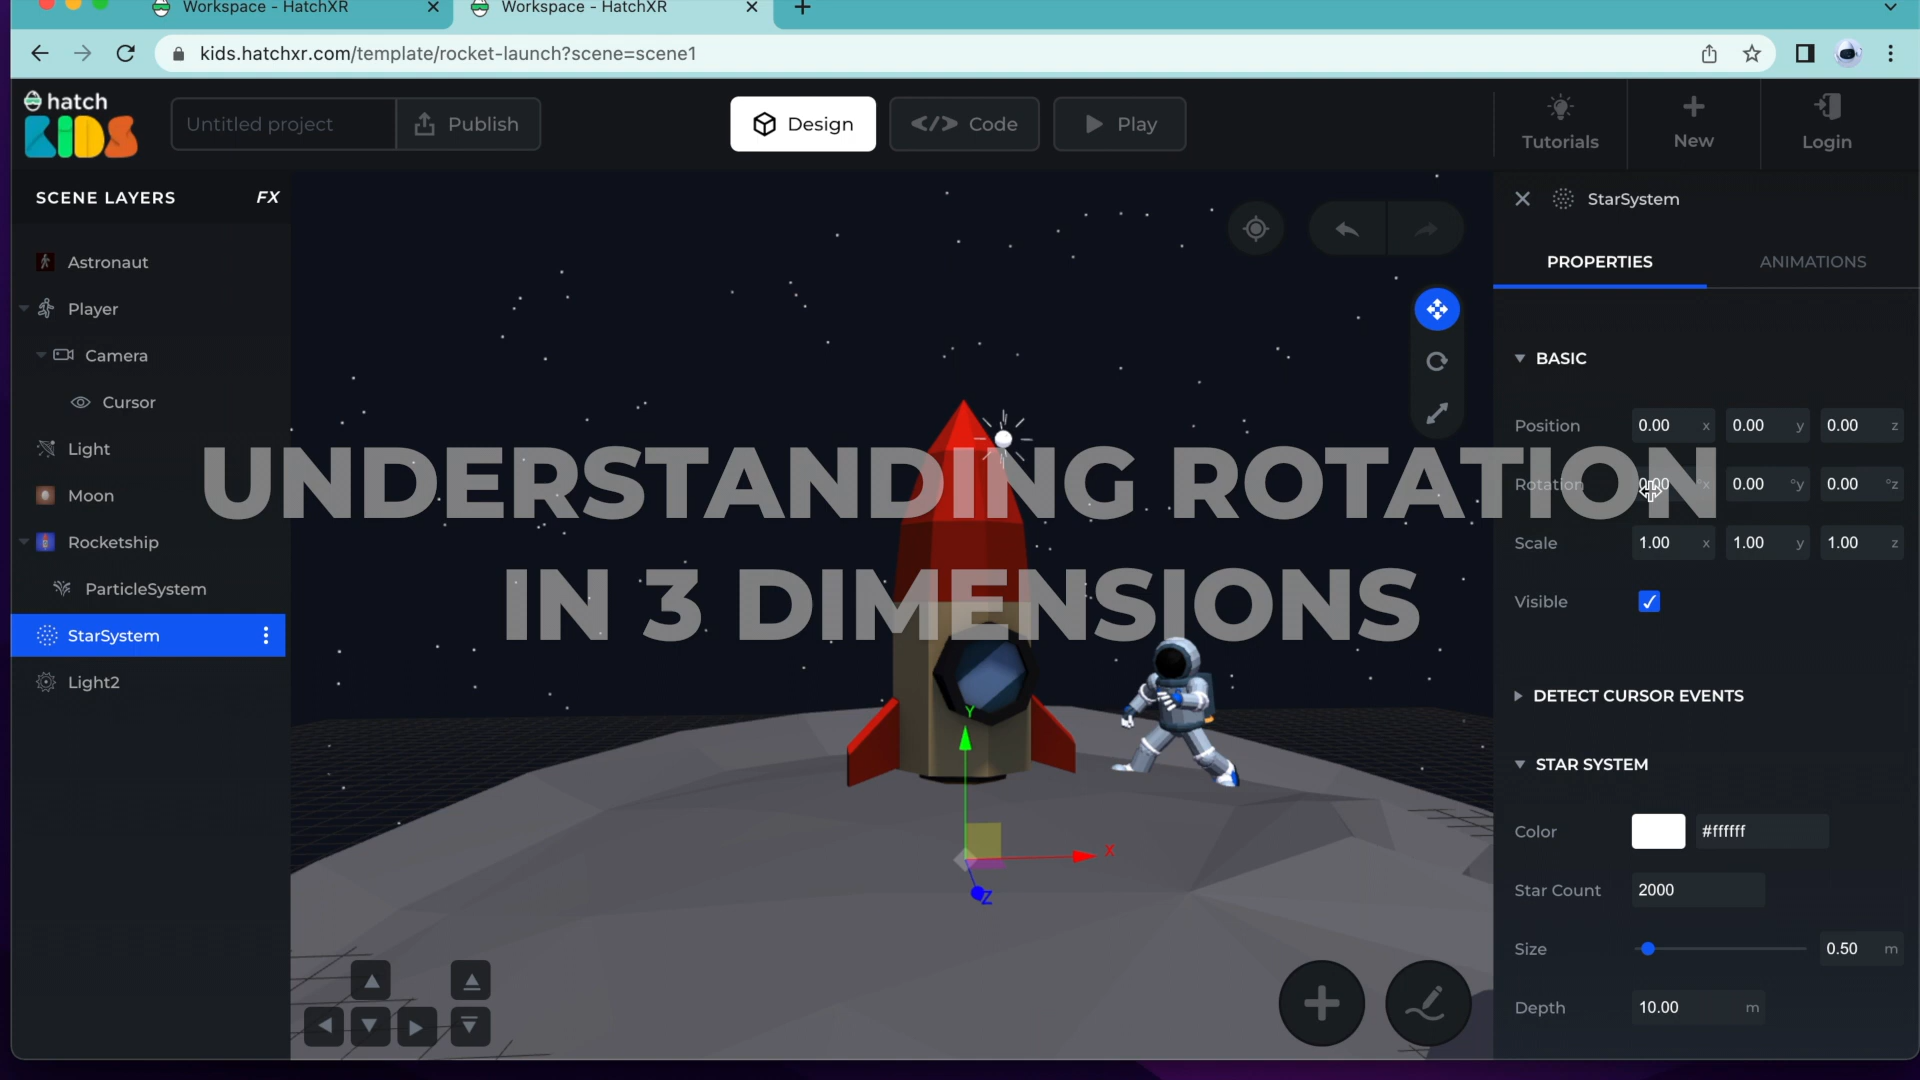 Workspace - HatchXR
Workspace - HatchXR
kids.hatchxr.com/template/rocket-launch?scene=scene1
hatch
KIDS
Untitled project
Publish
Design
</> Code
Play
Tutorials
New
Login
SCENE LAYERS
FX
Astronaut
Player
Camera
Cursor
Light
Moon
Rocketship
ParticleSystem
StarSystem
Light2
UNDERSTANDING ROTATION
IN 3 DIMENSIONS
Y
X
Z
StarSystem
PROPERTIES
ANIMATIONS
BASIC
Position 0.00 x 0.00 y 0.00 z
Rotation 0.00 °x 0.00 °y 0.00 °z
Scale 1.00 x 1.00 y 1.00 z
Visible
DETECT CURSOR EVENTS
STAR SYSTEM
Color #ffffff
Star Count 2000
Size 0.50 m
Depth 10.00 m